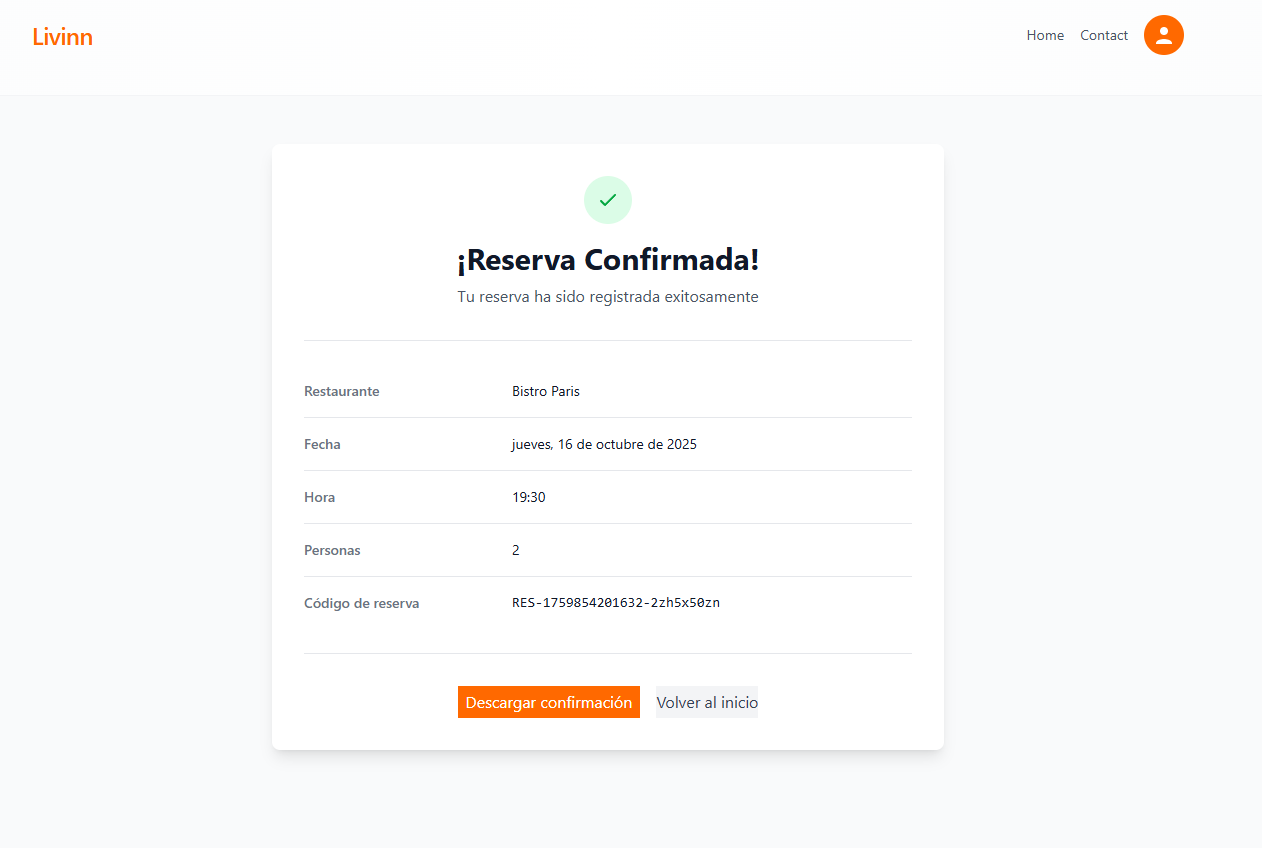 Livinn
Home Contact
¡Reserva Confirmada!
Tu reserva ha sido registrada exitosamente
Restaurante Bistro Paris
Fecha jueves, 16 de octubre de 2025
Hora 19:30
Personas 2
Código de reserva RES-1759854201632-2zh5x50zn
Descargar confirmación Volver al inicio